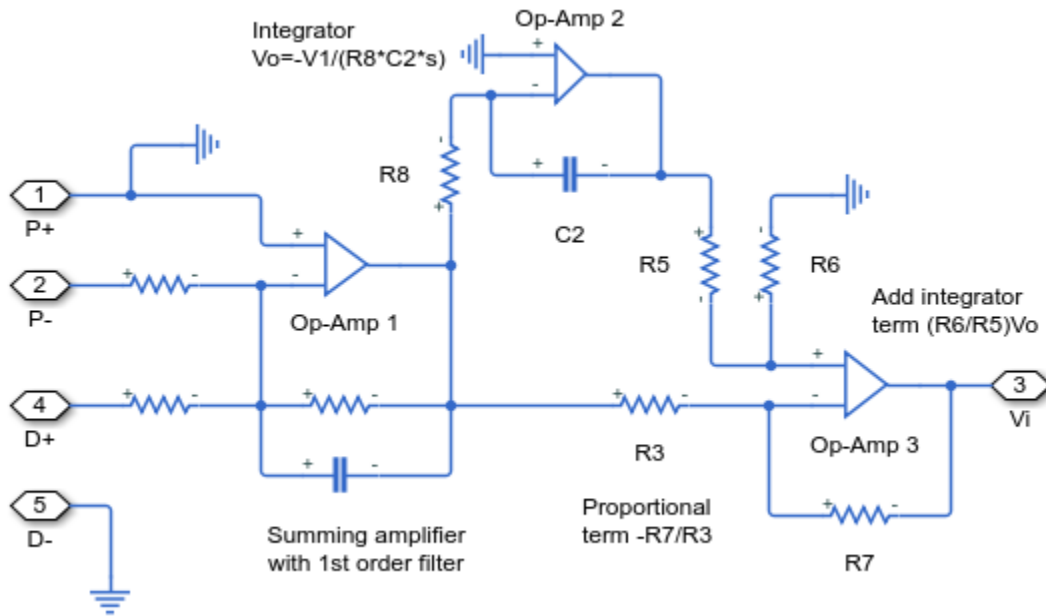 Integrator
Vo=-V1/(R8*C2*s)
Op-Amp 2
+
-
-
R8
+
+
-
C2
1
P+
+
-
Op-Amp 1
2
P-
+
-
+
-
R5
-
+
R6
Add integrator
term (R6/R5)Vo
+
-
Op-Amp 3
3
Vi
4
D+
+
-
+
-
+
-
+
-
R3
Proportional
term -R7/R3
+
-
R7
5
D-
Summing amplifier
with 1st order filter